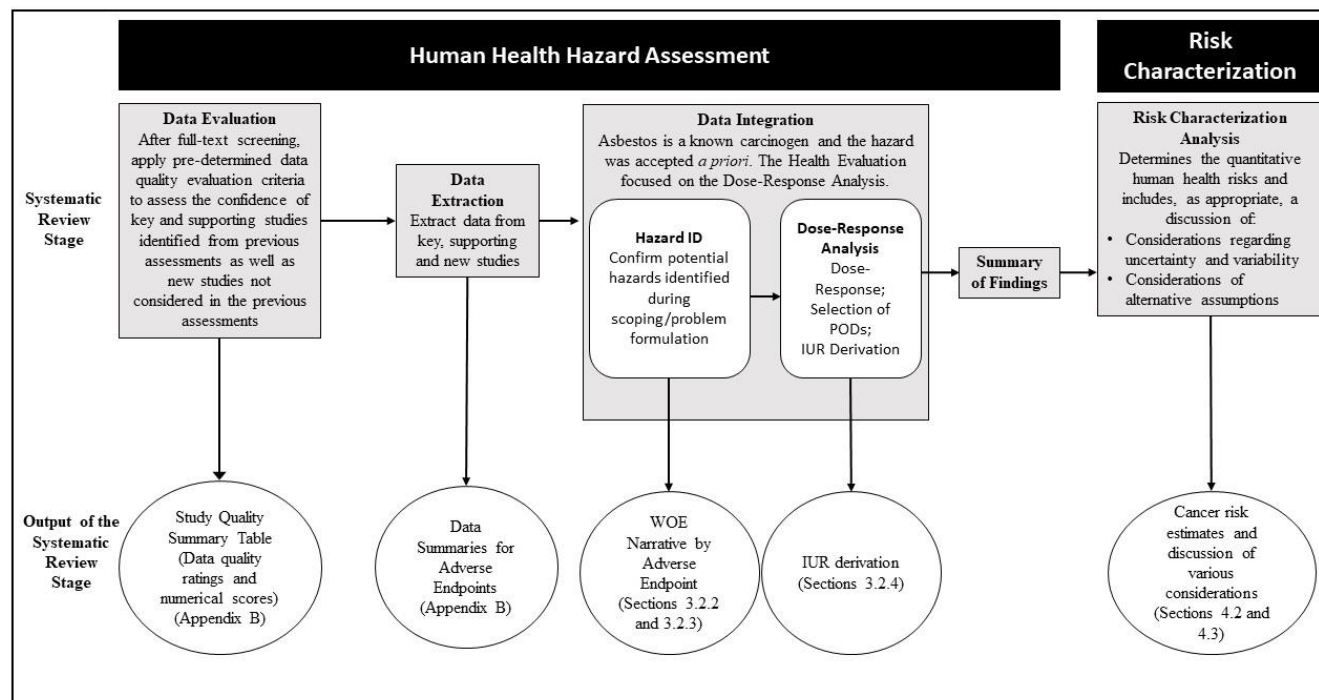 Human Health Hazard Assessment
Risk
Characterization
Systematic
Review
Stage
Data Evaluation
After full-text screening,
apply pre-determined data
quality evaluation criteria
to assess the confidence of
key and supporting studies
identified from previous
assessments as well as
new studies not
considered in the previous
assessments
Data
Extraction
Extract data from
key, supporting
and new studies
Data Integration
Asbestos is a known carcinogen and the hazard
was accepted a priori. The Health Evaluation
focused on the Dose-Response Analysis.
Hazard ID
Confirm potential
hazards identified
during
scoping/problem
formulation
Dose-Response
Analysis
Dose-
Response;
Selection of
PODs;
IUR Derivation
Summary
of Findings
Risk Characterization
Analysis
Determines the quantitative
human health risks and
includes, as appropriate, a
discussion of:
• Considerations regarding
uncertainty and variability
• Considerations of
alternative assumptions
Output of the
Systematic
Review
Stage
Study Quality
Summary Table
(Data quality
ratings and
numerical scores)
(Appendix B)
Data
Summaries for
Adverse
Endpoints
(Appendix B)
WOE
Narrative by
Adverse
Endpoint
(Sections 3.2.2
and 3.2.3)
IUR derivation
(Sections 3.2.4)
Cancer risk
estimates and
discussion of
various
considerations
(Sections 4.2 and
4.3)